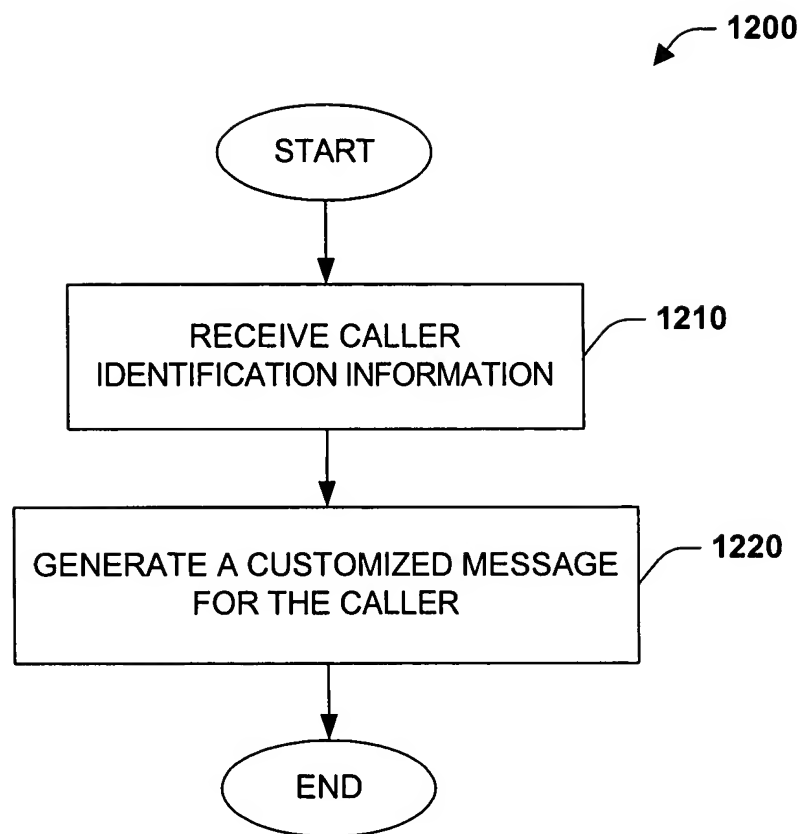 1200
START
RECEIVE CALLER
IDENTIFICATION INFORMATION
1210
GENERATE A CUSTOMIZED MESSAGE
FOR THE CALLER
1220
END